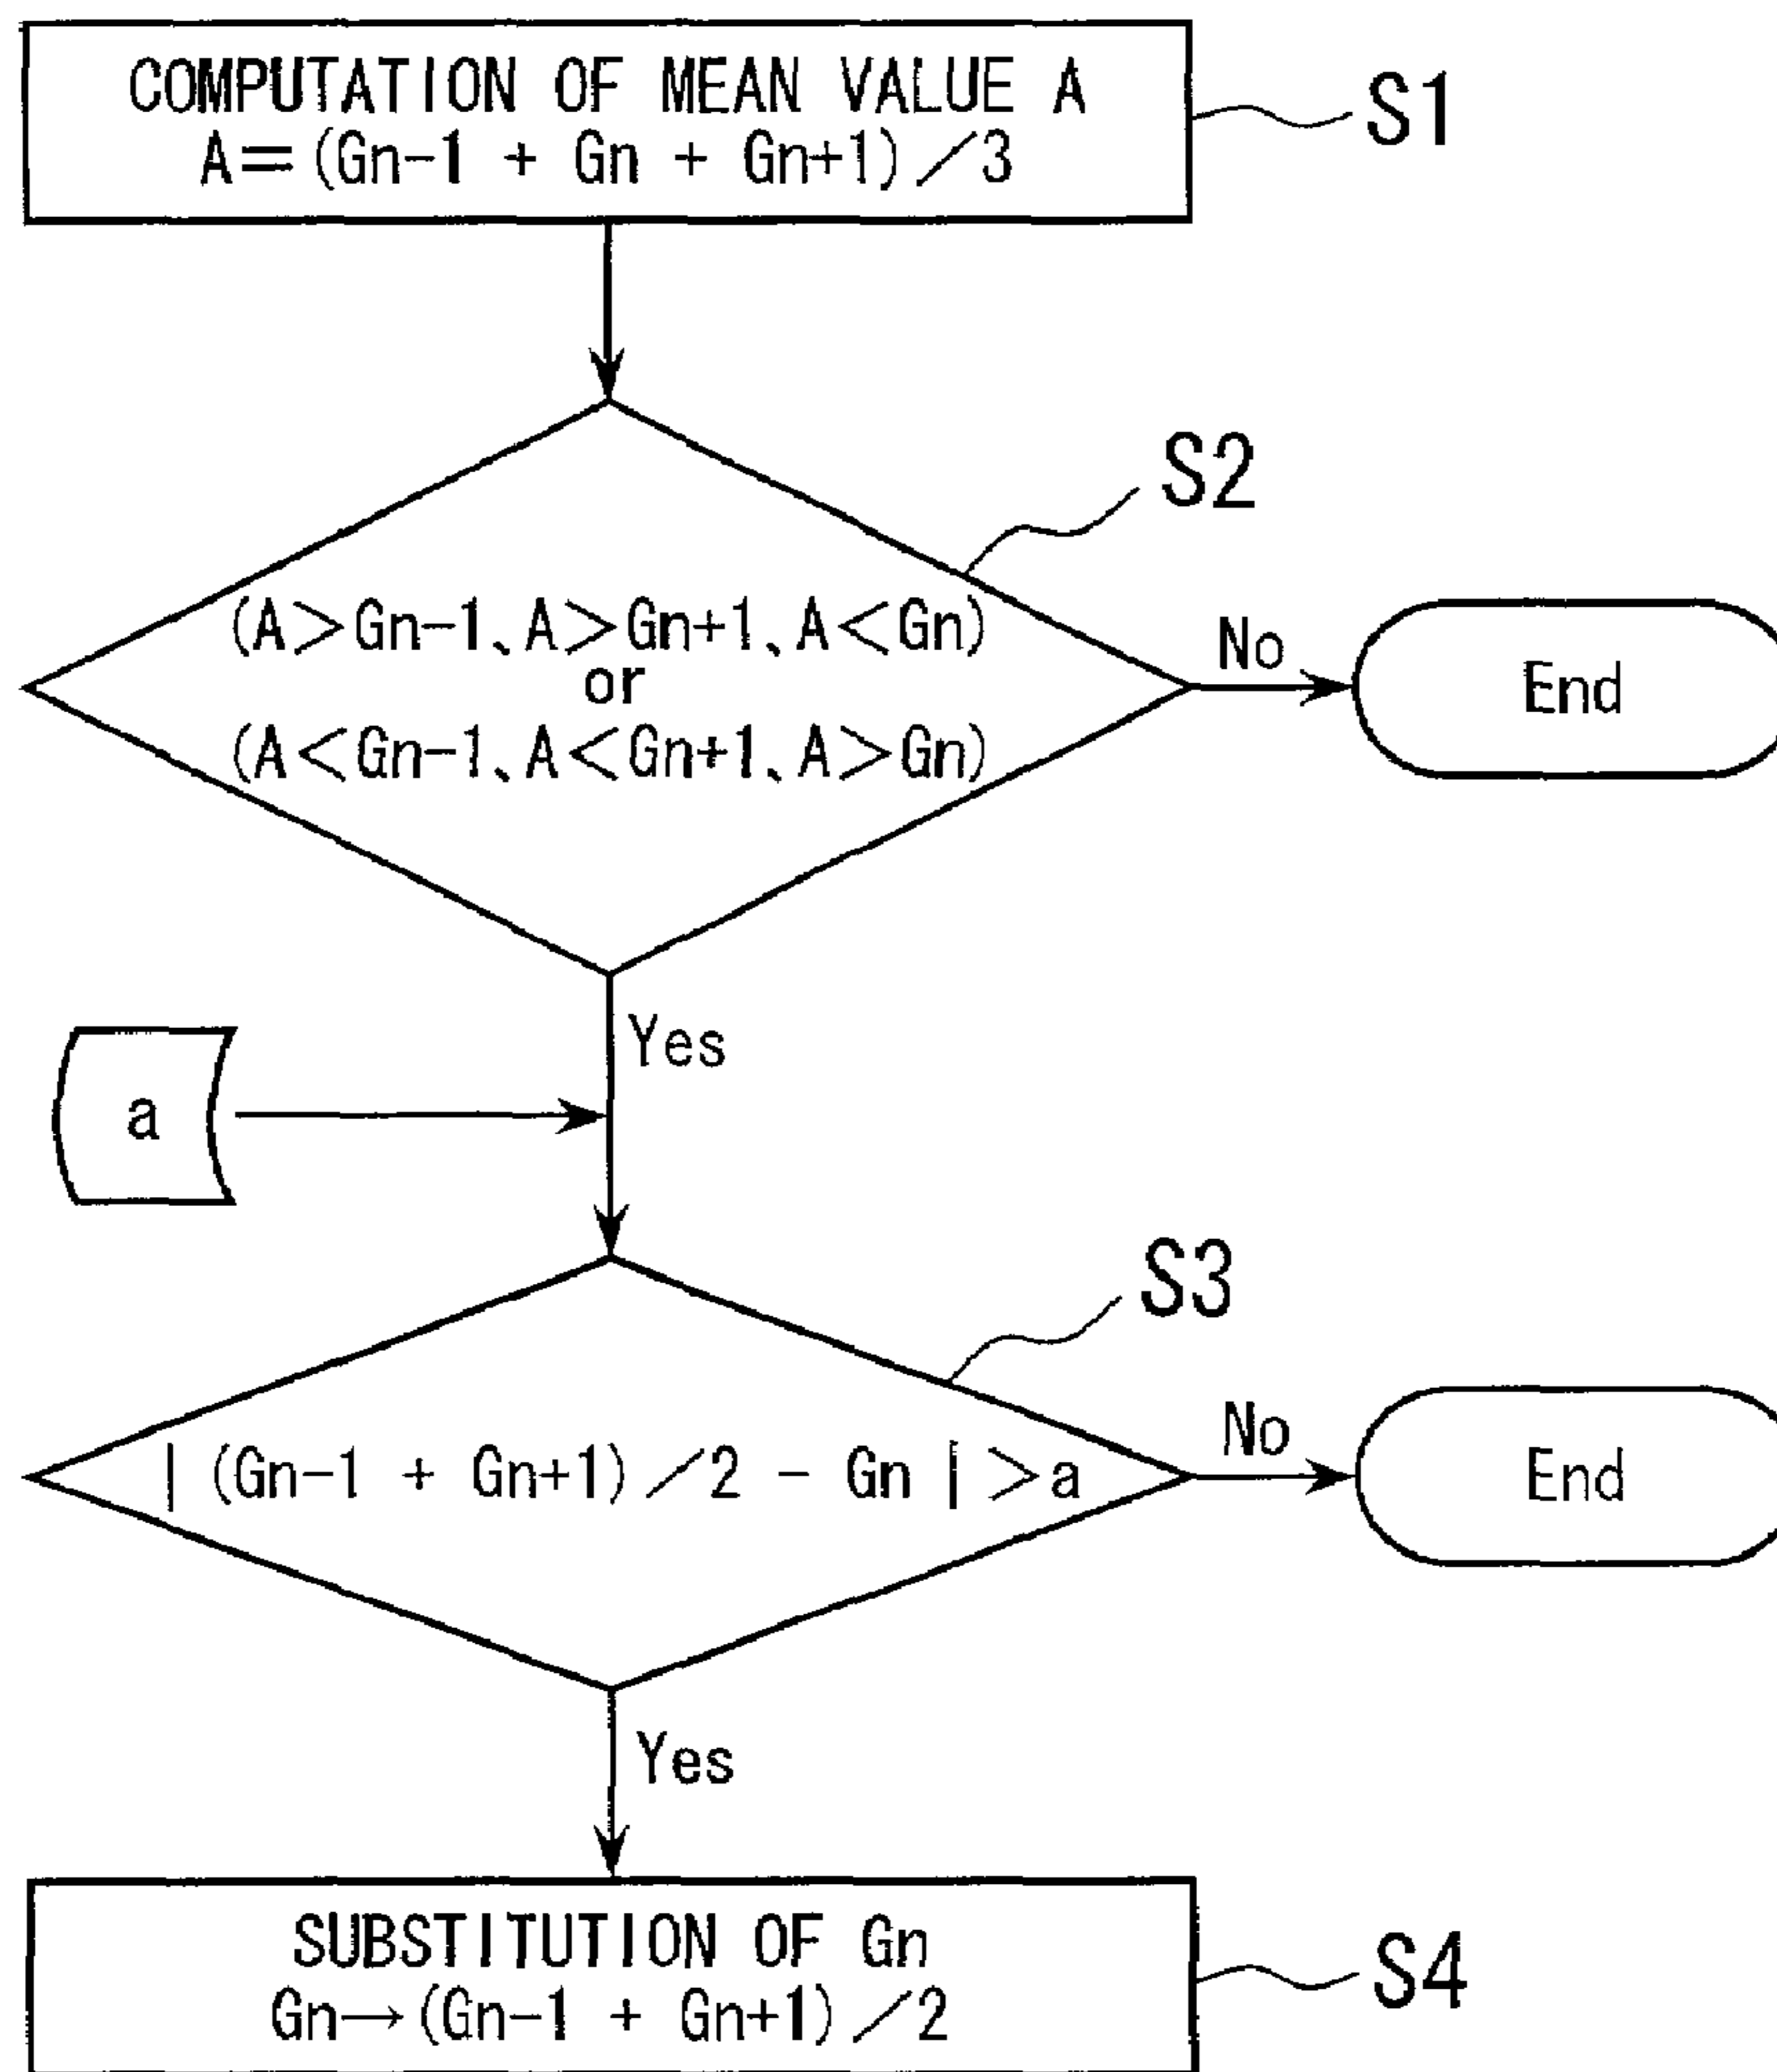 COMPUTATION OF MEAN VALUE A
A=(Gn-1 + Gn + Gn+1)/3
S1
S2
(A>Gn-1、A>Gn+1、A<Gn)
or
(A<Gn-1、A<Gn+1、A>Gn)
No
End
Yes
a
S3
| (Gn-1 + Gn+1)/2 - Gn |>a
No
End
Yes
SUBSTITUTION OF Gn
Gn→(Gn-1 + Gn+1)/2
S4